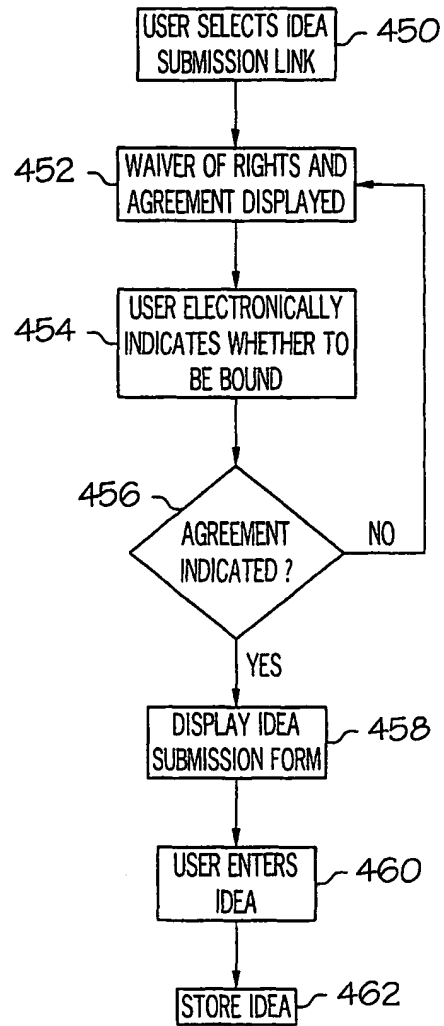 USER SELECTS IDEA
SUBMISSION LINK
450
452
WAIVER OF RIGHTS AND
AGREEMENT DISPLAYED
454
USER ELECTRONICALLY
INDICATES WHETHER TO
BE BOUND
456
AGREEMENT
INDICATED ?
NO
YES
DISPLAY IDEA
SUBMISSION FORM
458
USER ENTERS
IDEA
460
STORE IDEA
462